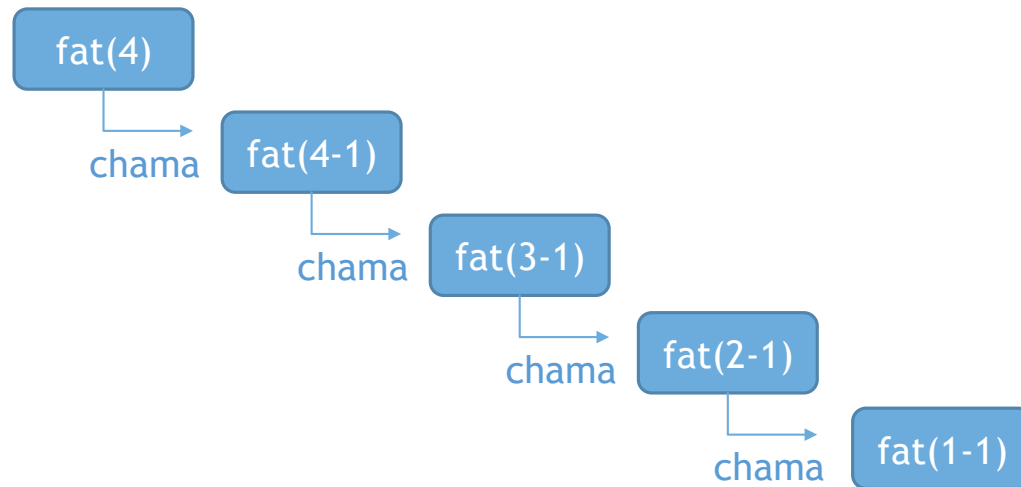 fat(4)
chama
fat(4-1)
chama
fat(3-1)
chama
fat(2-1)
chama
fat(1-1)